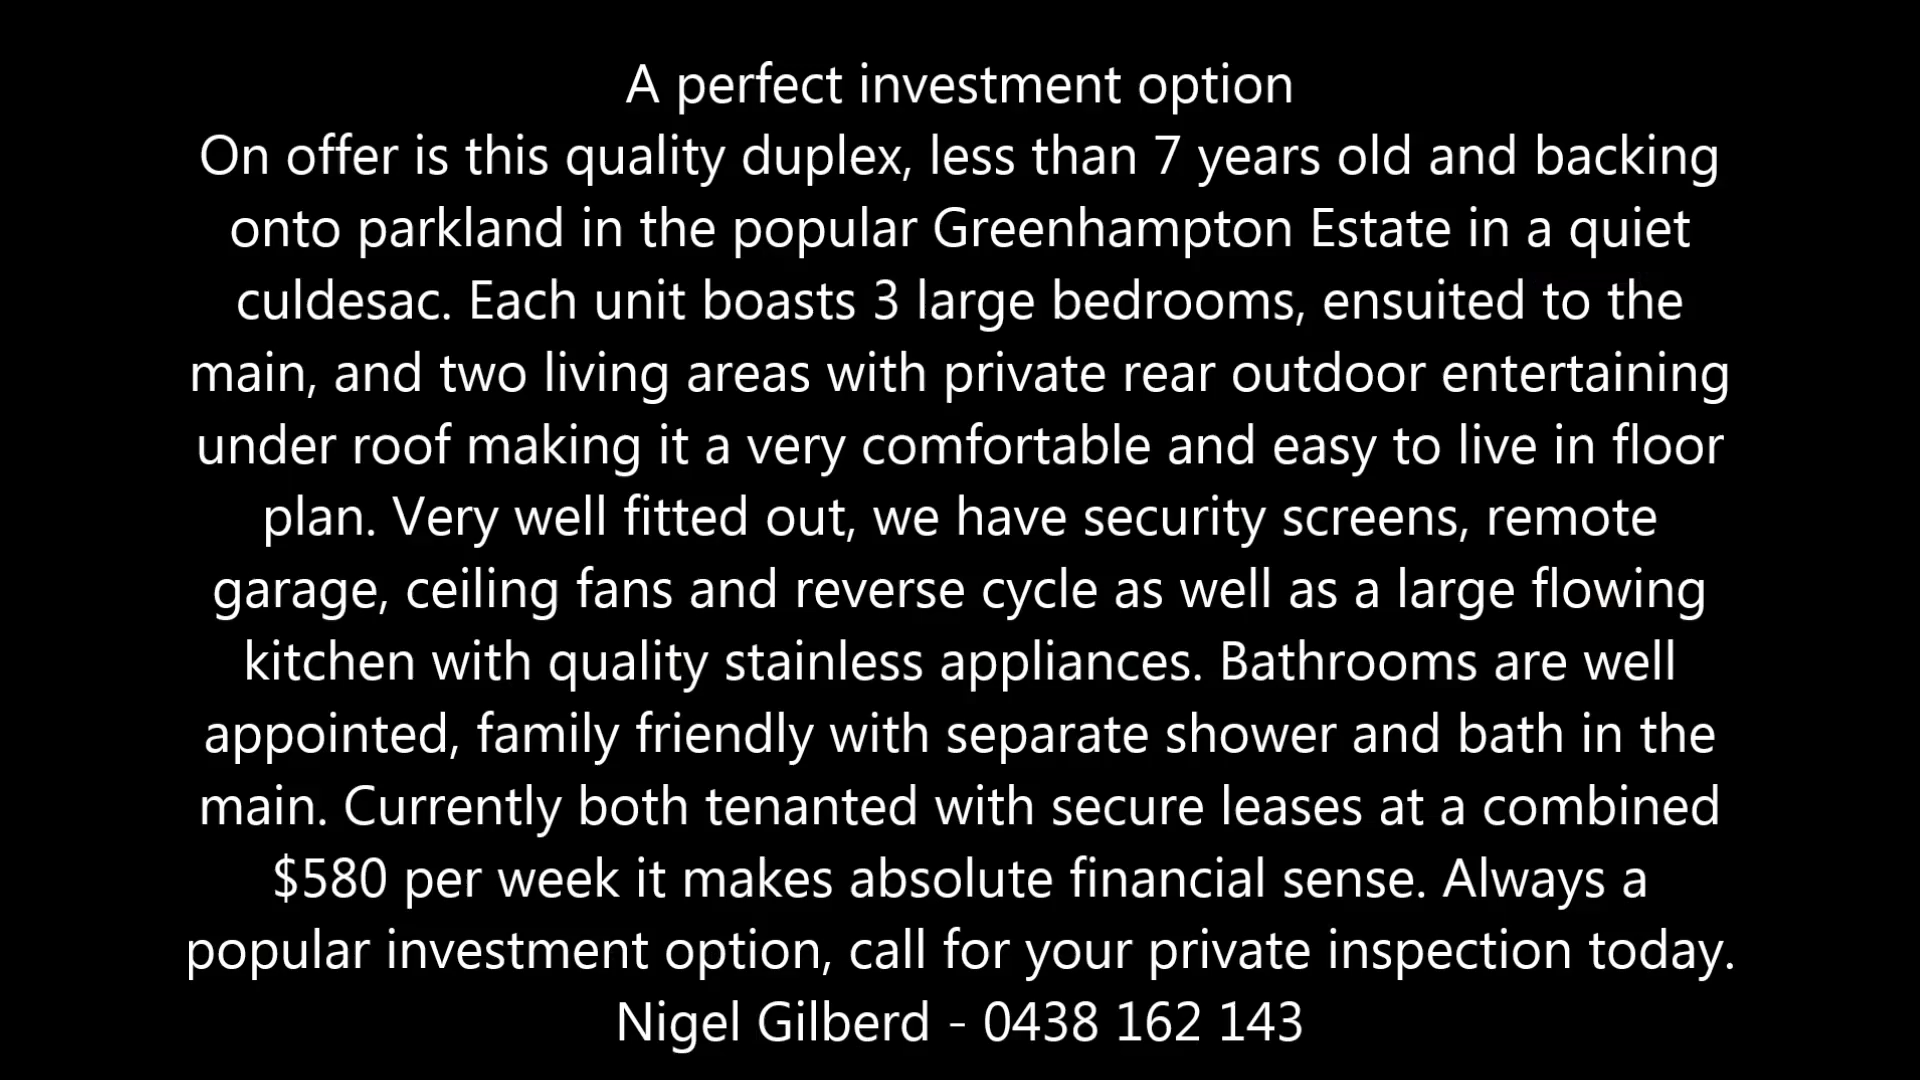 A perfect investment option
On offer is this quality duplex, less than 7 years old and backing
onto parkland in the popular Greenhampton Estate in a quiet
culdesac. Each unit boasts 3 large bedrooms, ensuited to the
main, and two living areas with private rear outdoor entertaining
under roof making it a very comfortable and easy to live in floor
plan. Very well fitted out, we have security screens, remote
garage, ceiling fans and reverse cycle as well as a large flowing
kitchen with quality stainless appliances. Bathrooms are well
appointed, family friendly with separate shower and bath in the
main. Currently both tenanted with secure leases at a combined
$580 per week it makes absolute financial sense. Always a
popular investment option, call for your private inspection today.
Nigel Gilberd - 0438 162 143